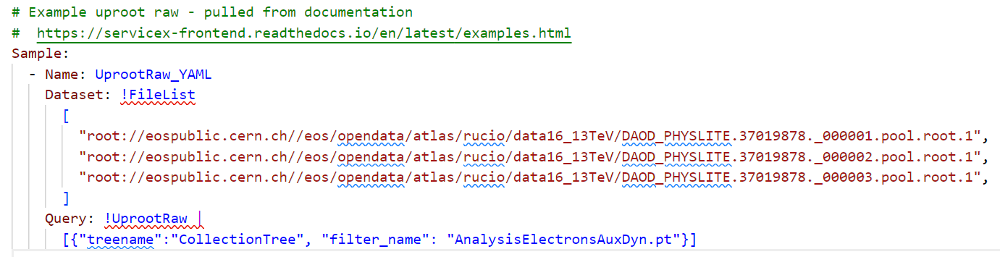 # Example uproot raw - pulled from documentation
#  https://servicex-frontend.readthedocs.io/en/latest/examples.html
Sample:
  - Name: UprootRaw_YAML
    Dataset: !FileList
      [
        "root://eospublic.cern.ch//eos/opendata/atlas/rucio/data16_13TeV/DAOD_PHYSLITE.37019878._000001.pool.root.1",
        "root://eospublic.cern.ch//eos/opendata/atlas/rucio/data16_13TeV/DAOD_PHYSLITE.37019878._000002.pool.root.1",
        "root://eospublic.cern.ch//eos/opendata/atlas/rucio/data16_13TeV/DAOD_PHYSLITE.37019878._000003.pool.root.1",
      ]
    Query: !UprootRaw |
      [{"treename":"CollectionTree", "filter_name": "AnalysisElectronsAuxDyn.pt"}]